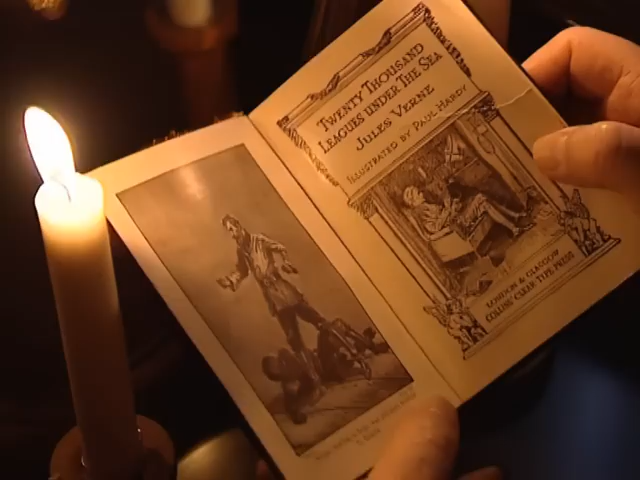 TWENTY THOUSAND
LEAGUES UNDER THE SEA
JULES VERNE
ILLUSTRATED BY PAUL HARDY
LONDON & GLASGOW
COLLINS' CLEAR-TYPE PRESS